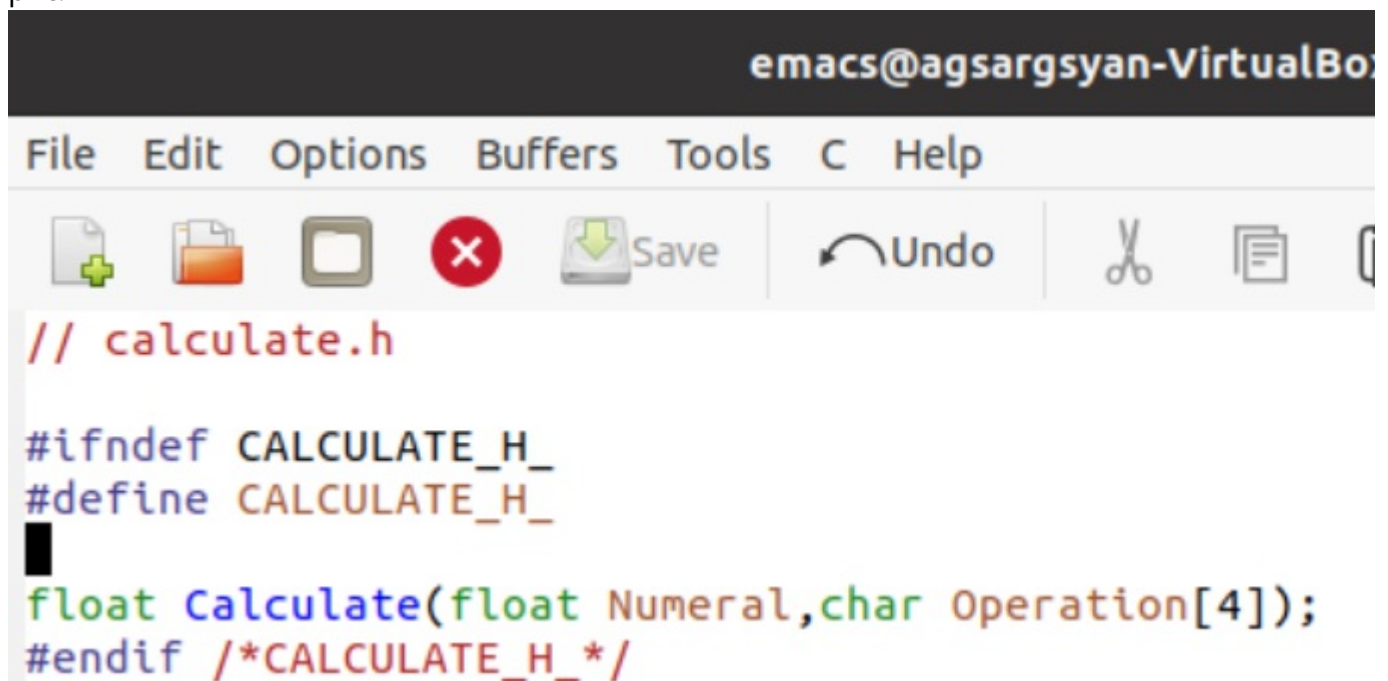 emacs@agsargsyan-VirtualBox
File Edit Options Buffers Tools C Help
Save Undo
// calculate.h
#ifndef CALCULATE_H_
#define CALCULATE_H_
float Calculate(float Numeral,char Operation[4]);
#endif /*CALCULATE_H_*/